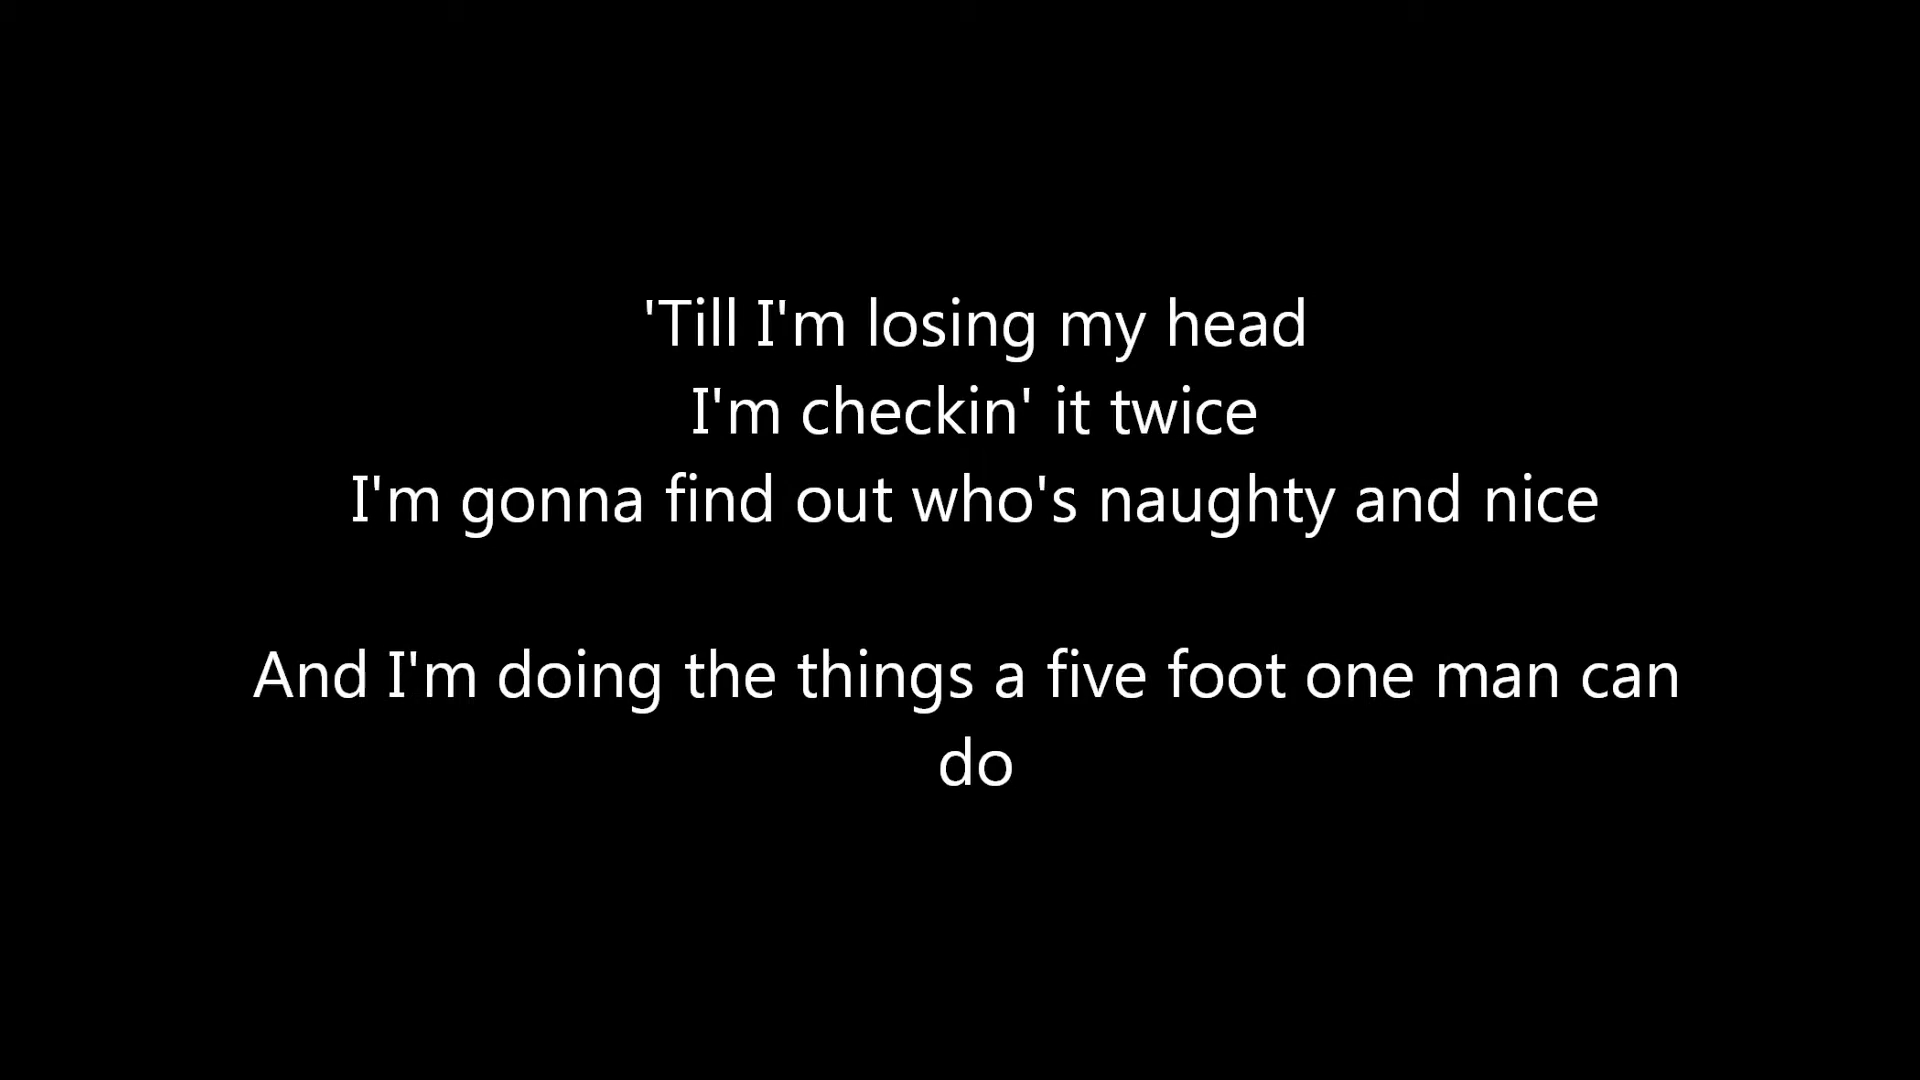 'Till I'm losing my head
I'm checkin' it twice
I'm gonna find out who's naughty and nice
And I'm doing the things a five foot one man can
do